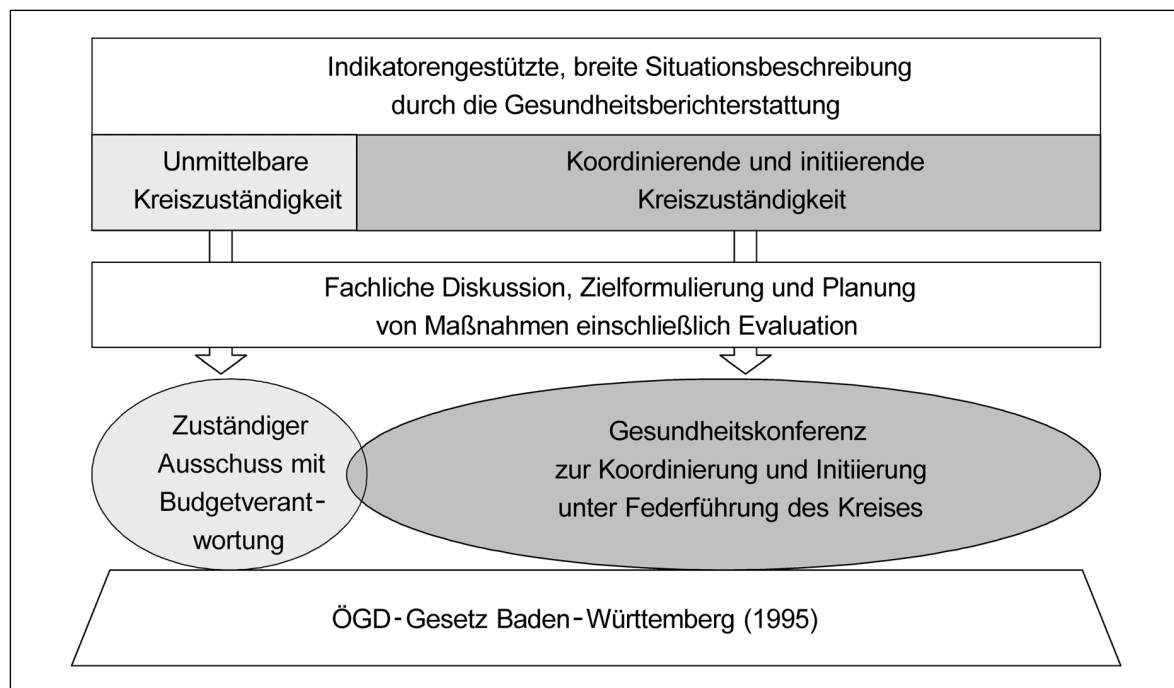 Indikatorengestützte, breite Situationsbeschreibung
durch die Gesundheitsberichterstattung
Unmittelbare
Kreiszuständigkeit
Koordinierende und initiierende
Kreiszuständigkeit
Fachliche Diskussion, Zielformulierung und Planung
von Maßnahmen einschließlich Evaluation
Zuständiger
Ausschuss mit
Budgetverant-
wortung
Gesundheitskonferenz
zur Koordinierung und Initiierung
unter Federführung des Kreises
ÖGD-Gesetz Baden-Württemberg (1995)